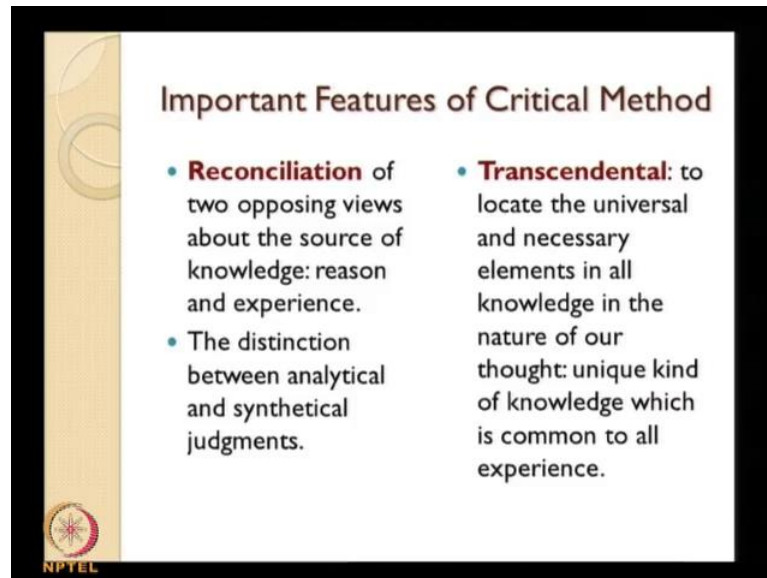 Important Features of Critical Method
• Reconciliation of
two opposing views
about the source of
knowledge: reason
and experience.
• The distinction
between analytical
and synthetical
judgments.
• Transcendental: to
locate the universal
and necessary
elements in all
knowledge in the
nature of our
thought: unique kind
of knowledge which
is common to all
experience.
NPTEL